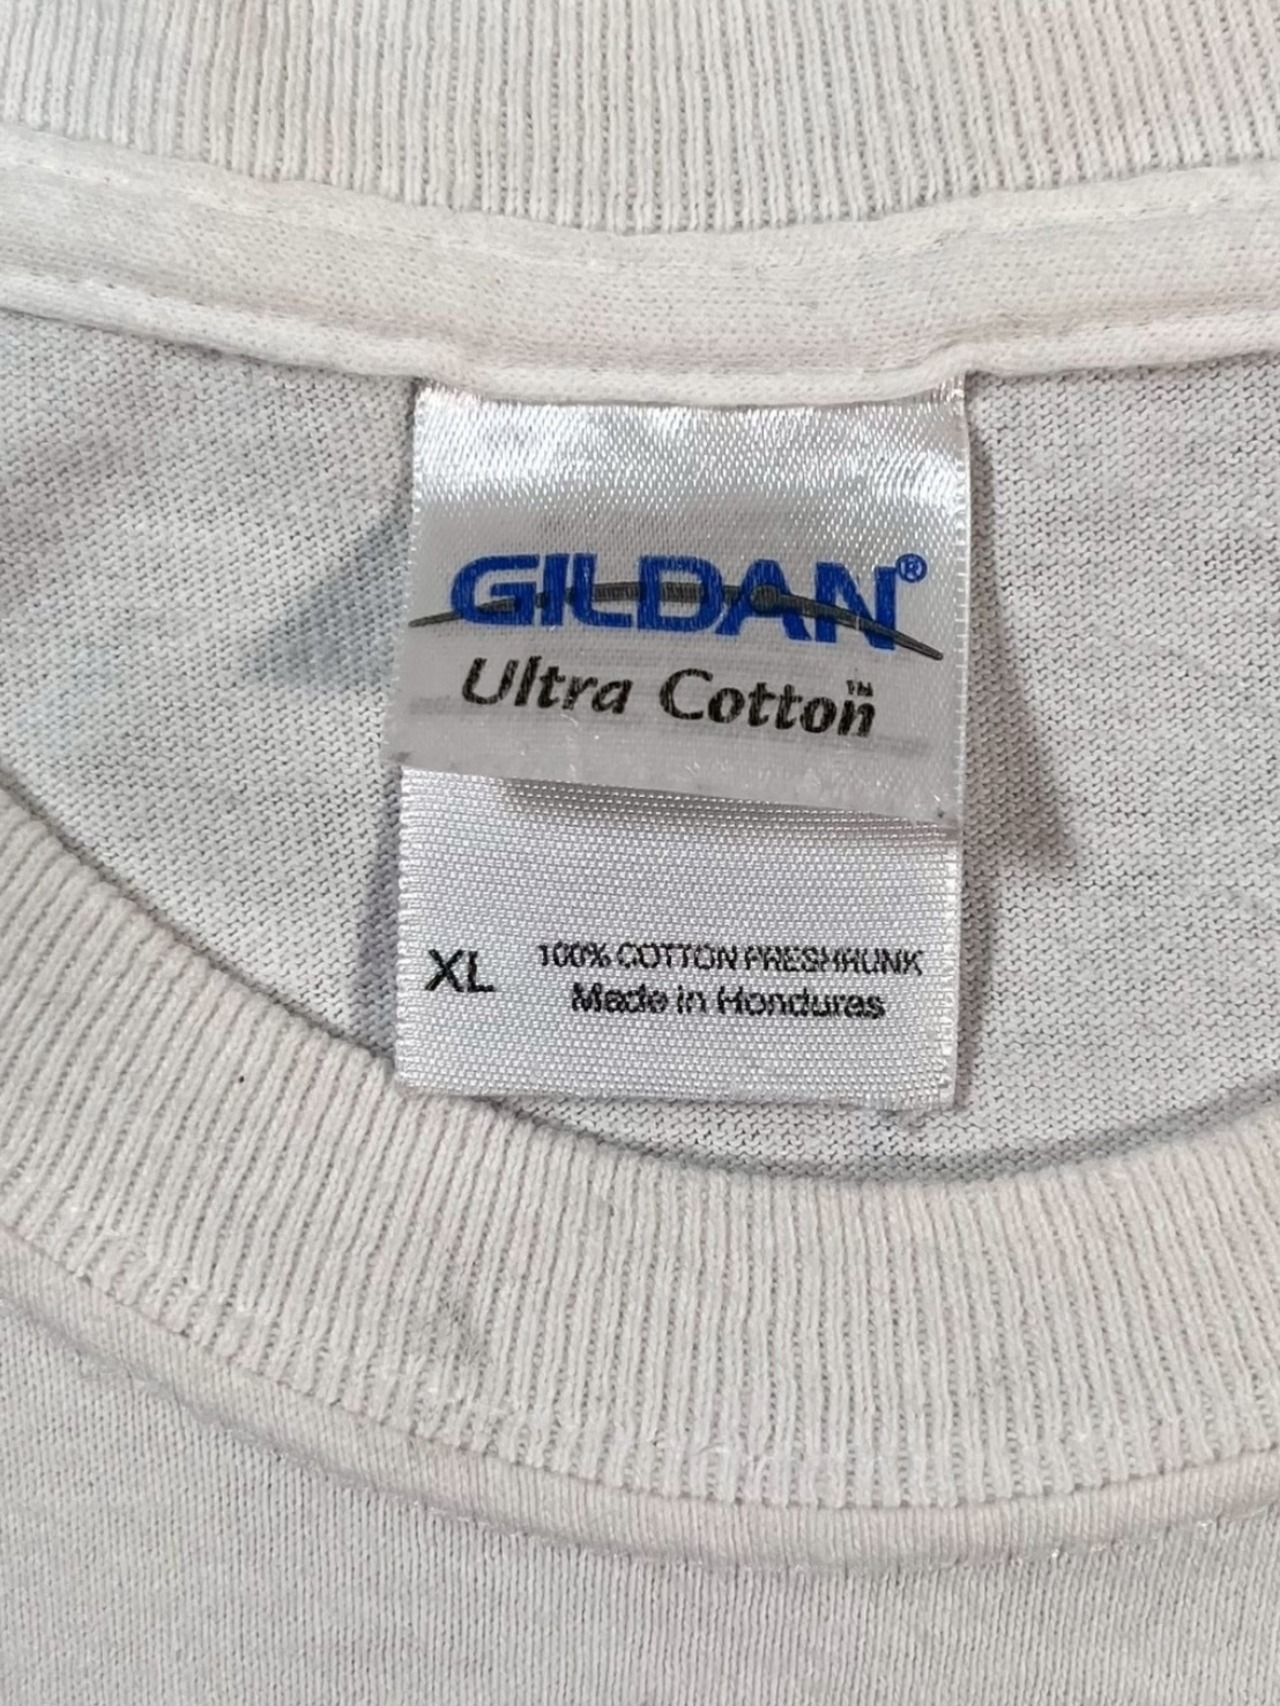 GILDAN®
Ultra Cotton™
XL
100% COTTON PRESHRUNK
Made in Honduras